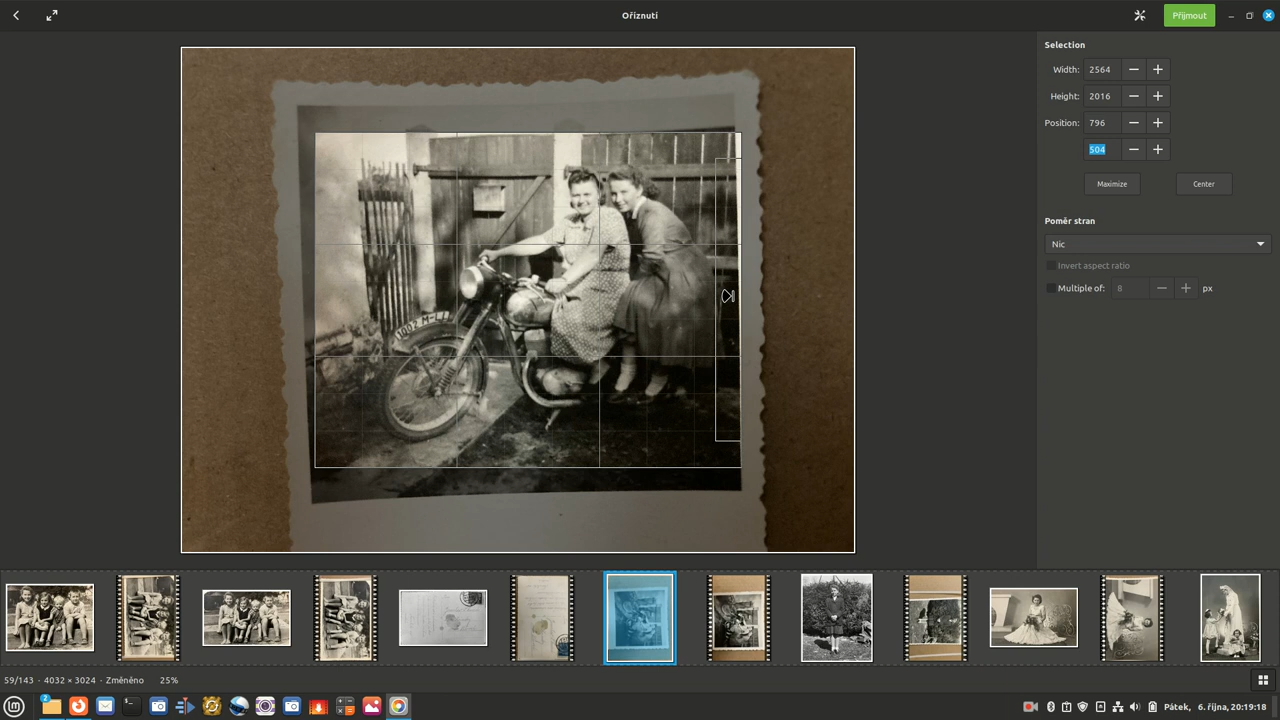 Oříznutí
Přijmout
Selection
Width: 2564
Height: 2016
Position: 796
504
Maximize
Center
Poměr stran
Nic
Invert aspect ratio
Multiple of: 8 px
59/143 · 4032 × 3024 · Změněno 25%
2
Pátek, 6. října, 20:19:18